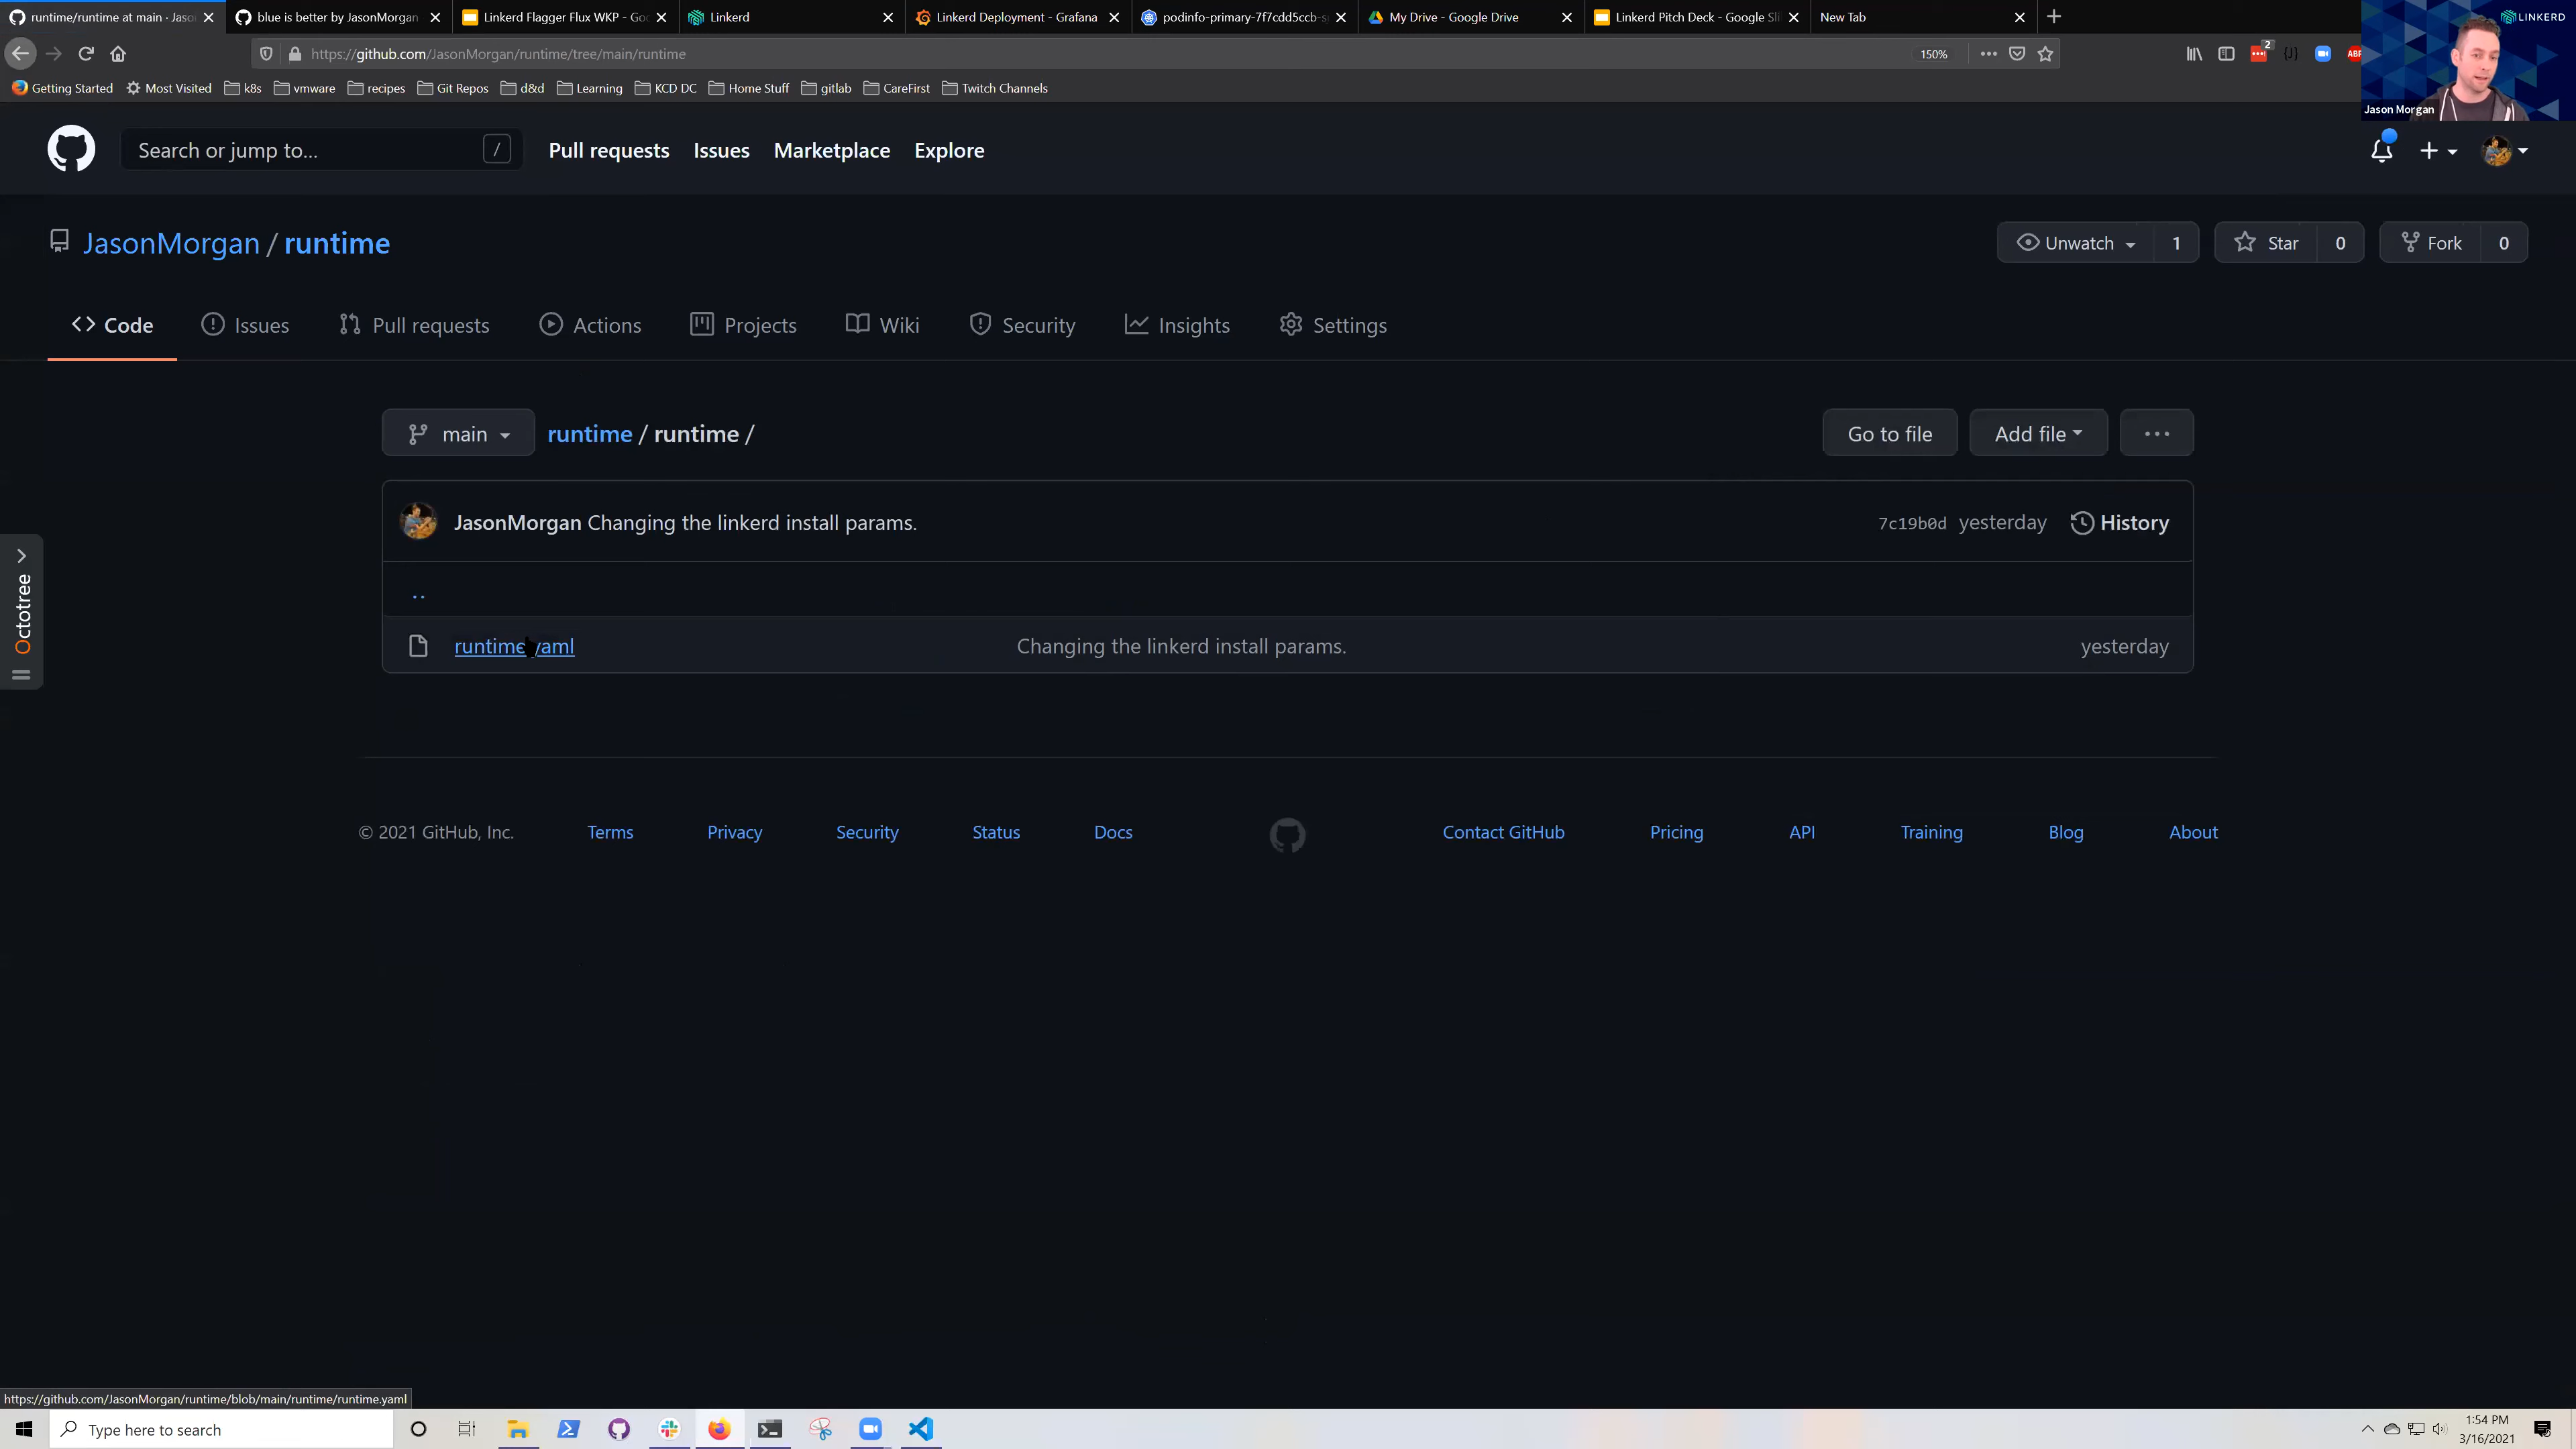 runtime/runtime at main · Jaso
blue is better by JasonMorgan
Linkerd Flagger Flux WKP - Goo
Linkerd
Linkerd Deployment - Grafana
podinfo-primary-7f7cdd5ccb-s
My Drive - Google Drive
Linkerd Pitch Deck - Google Sli
New Tab
LINKERD
https://github.com/JasonMorgan/runtime/tree/main/runtime
150%
2
ABP
Getting Started
Most Visited
k8s
vmware
recipes
Git Repos
d&d
Learning
KCD DC
Home Stuff
gitlab
CareFirst
Twitch Channels
Jason Morgan
Search or jump to...
/
Pull requests
Issues
Marketplace
Explore
JasonMorgan / runtime
Unwatch 1
Star 0
Fork 0
Code
Issues
Pull requests
Actions
Projects
Wiki
Security
Insights
Settings
main
runtime / runtime /
Go to file
Add file
JasonMorgan Changing the linkerd install params.
7c19b0d yesterday
History
..
runtime.yaml
Changing the linkerd install params.
yesterday
Octotree
© 2021 GitHub, Inc.
Terms
Privacy
Security
Status
Docs
Contact GitHub
Pricing
API
Training
Blog
About
https://github.com/JasonMorgan/runtime/blob/main/runtime/runtime.yaml
Type here to search
1:54 PM
3/16/2021